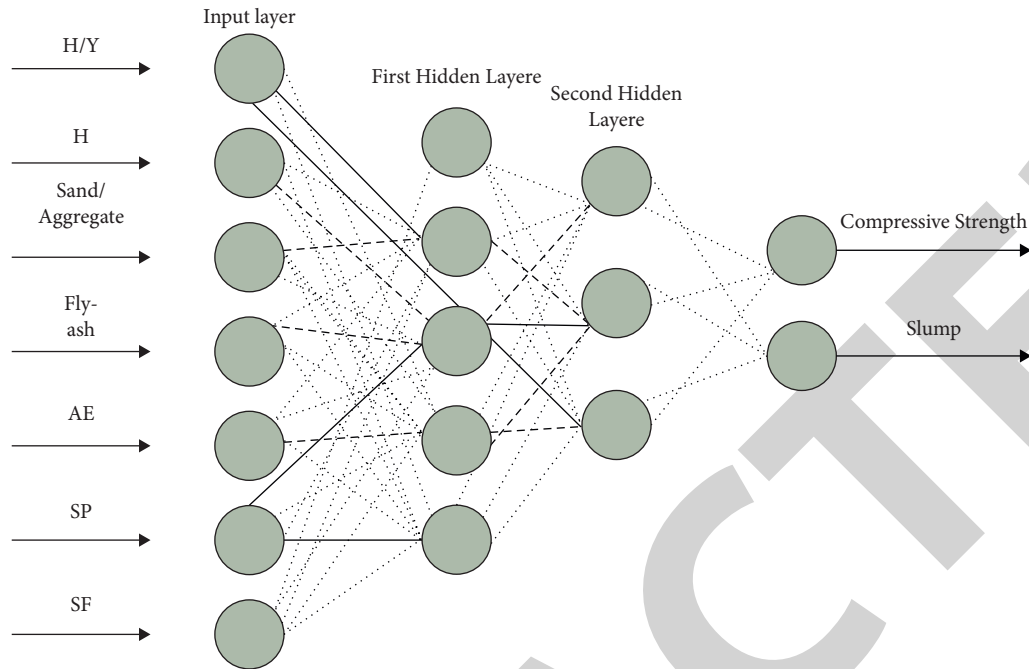 Input layer
H/Y
First Hidden Layere
Second Hidden
Layere
H
Sand/
Aggregate
Compressive Strength
Fly-
ash
Slump
AE
SP
SF